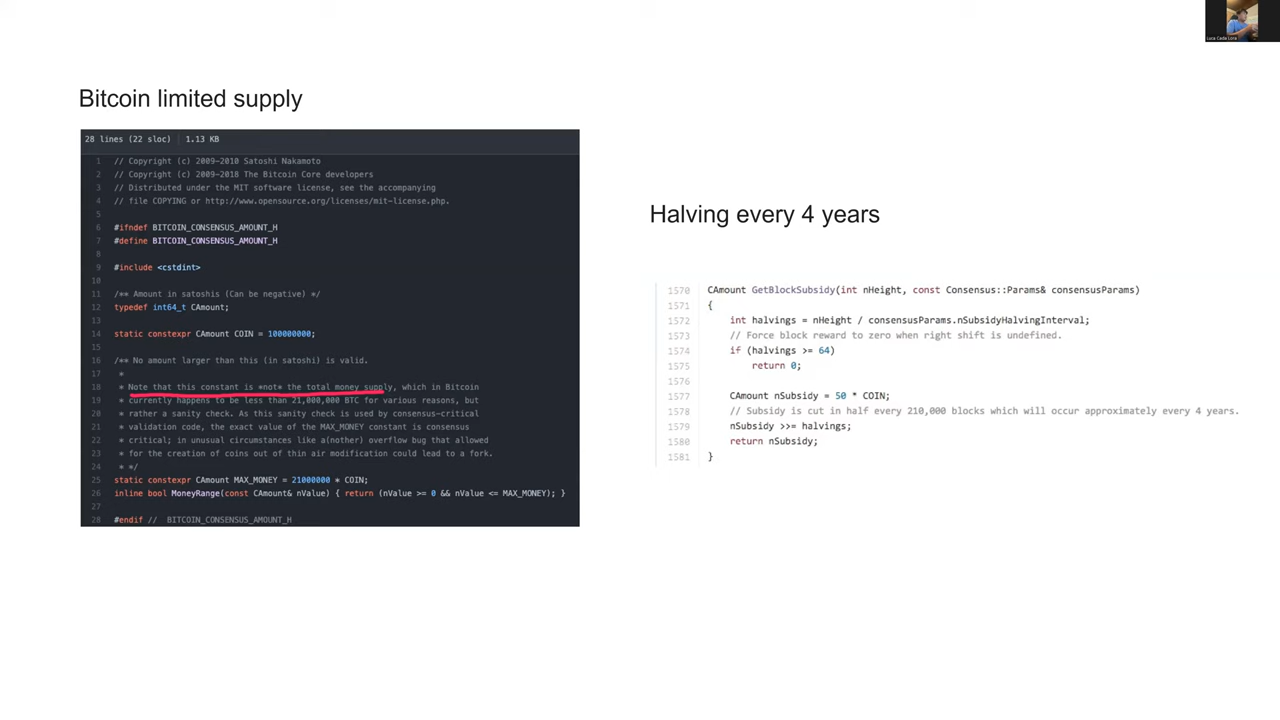 Bitcoin limited supply
28 lines (22 sloc) | 1.13 KB
1 // Copyright (c) 2009-2010 Satoshi Nakamoto
2 // Copyright (c) 2009-2018 The Bitcoin Core developers
3 // Distributed under the MIT software license, see the accompanying
4 // file COPYING or http://www.opensource.org/licenses/mit-license.php.
5
6 #ifndef BITCOIN_CONSENSUS_AMOUNT_H
7 #define BITCOIN_CONSENSUS_AMOUNT_H
8
9 #include <cstdint>
10
11 /** Amount in satoshis (Can be negative) */
12 typedef int64_t CAmount;
13
14 static constexpr CAmount COIN = 100000000;
15
16 /** No amount larger than this (in satoshi) is valid.
17 *
18 * Note that this constant is *not* the total money supply, which in Bitcoin
19 * currently happens to be less than 21,000,000 BTC for various reasons, but
20 * rather a sanity check. As this sanity check is used by consensus-critical
21 * validation code, the exact value of the MAX_MONEY constant is consensus
22 * critical; in unusual circumstances like a(nother) overflow bug that allowed
23 * for the creation of coins out of thin air modification could lead to a fork.
24 * */
25 static constexpr CAmount MAX_MONEY = 21000000 * COIN;
26 inline bool MoneyRange(const CAmount& nValue) { return (nValue >= 0 && nValue <= MAX_MONEY); }
27
28 #endif // BITCOIN_CONSENSUS_AMOUNT_H
Halving every 4 years
1570 CAmount GetBlockSubsidy(int nHeight, const Consensus::Params& consensusParams)
1571 {
1572 int halvings = nHeight / consensusParams.nSubsidyHalvingInterval;
1573 // Force block reward to zero when right shift is undefined.
1574 if (halvings >= 64)
1575 return 0;
1576
1577 CAmount nSubsidy = 50 * COIN;
1578 // Subsidy is cut in half every 210,000 blocks which will occur approximately every 4 years.
1579 nSubsidy >>= halvings;
1580 return nSubsidy;
1581 }